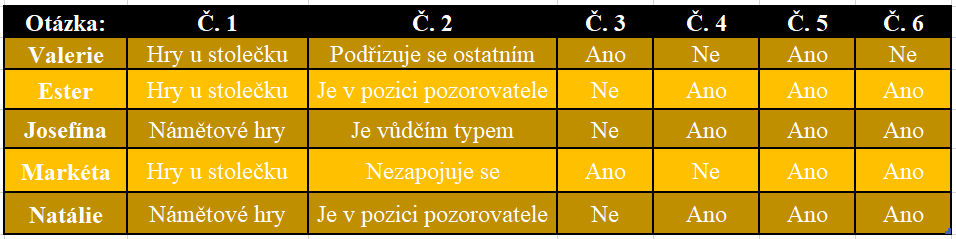 Otázka: Č. 1 Č. 2 Č. 3 Č. 4 Č. 5 Č. 6
Valerie Hry u stolečku Podřizuje se ostatním Ano Ne Ano Ne
Ester Hry u stolečku Je v pozici pozorovatele Ne Ano Ano Ano
Josefína Námětové hry Je vůdčím typem Ne Ano Ano Ano
Markéta Hry u stolečku Nezapojuje se Ano Ne Ano Ano
Natálie Námětové hry Je v pozici pozorovatele Ne Ano Ano Ano